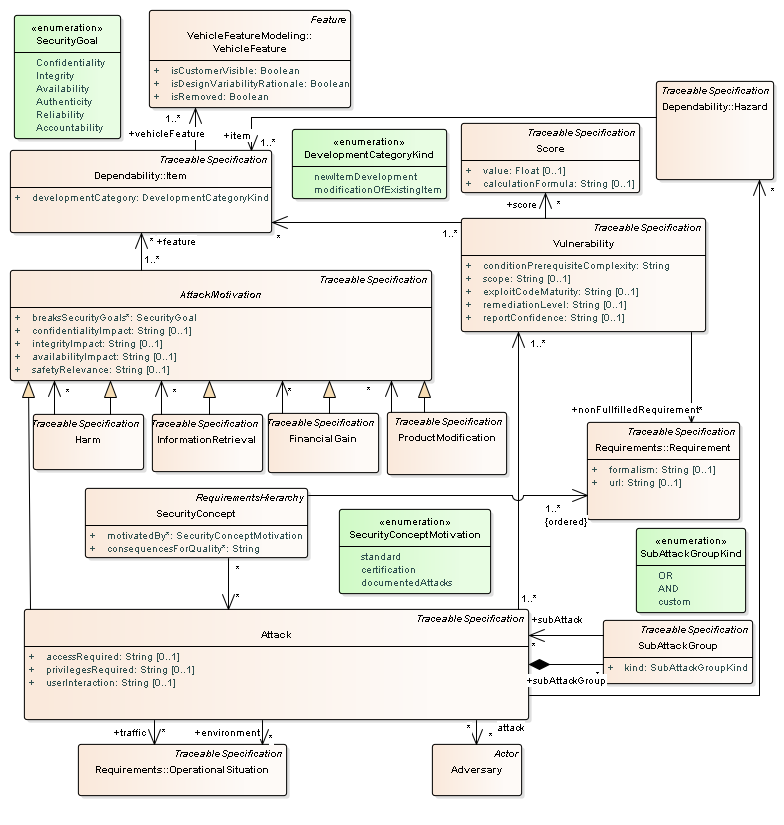 «enumeration»
SecurityGoal
Confidentiality
Integrity
Availability
Authenticity
Reliability
Accountability
Feature
VehicleFeatureModeling::
VehicleFeature
+ isCustomerVisible: Boolean
+ isDesignVariabilityRationale: Boolean
+ isRemoved: Boolean
1..*
+vehicleFeature
+item
1..*
Traceable Specification
Dependability::Hazard
*
«enumeration»
DevelopmentCategoryKind
newItemDevelopment
modificationOfExistingItem
Traceable Specification
Score
+ value: Float [0..1]
+ calculationFormula: String [0..1]
+score
*
Traceable Specification
Dependability::Item
+ developmentCategory: DevelopmentCategoryKind
*
1..*
* +feature
1..*
Traceable Specification
Vulnerability
+ conditionPrerequisiteComplexity: String
+ scope: String [0..1]
+ exploitCodeMaturity: String [0..1]
+ remediationLevel: String [0..1]
+ reportConfidence: String [0..1]
1..*
Traceable Specification
AttackMotivation
+ breaksSecurityGoals*: SecurityGoal
+ confidentialityImpact: String [0..1]
+ integrityImpact: String [0..1]
+ availabilityImpact: String [0..1]
+ safetyRelevance: String [0..1]
*
*
*
*
Traceable Specification
Harm
Traceable Specification
InformationRetrieval
Traceable Specification
FinancialGain
Traceable Specification
ProductModification
+nonFullfilledRequirement*
Traceable Specification
Requirements::Requirement
+ formalism: String [0..1]
+ url: String [0..1]
1..*
{ordered}
RequirementsHierarchy
SecurityConcept
+ motivatedBy*: SecurityConceptMotivation
+ consequencesForQuality*: String
*
*
«enumeration»
SecurityConceptMotivation
standard
certification
documentedAttacks
«enumeration»
SubAttackGroupKind
OR
AND
custom
1..*
Traceable Specification
Attack
+ accessRequired: String [0..1]
+ privilegesRequired: String [0..1]
+ userInteraction: String [0..1]
+subAttack
*
Traceable Specification
SubAttackGroup
+ kind: SubAttackGroupKind
+subAttackGroup
*
+traffic
*
+environment
*
*
attack
*
Traceable Specification
Requirements::OperationalSituation
Actor
Adversary